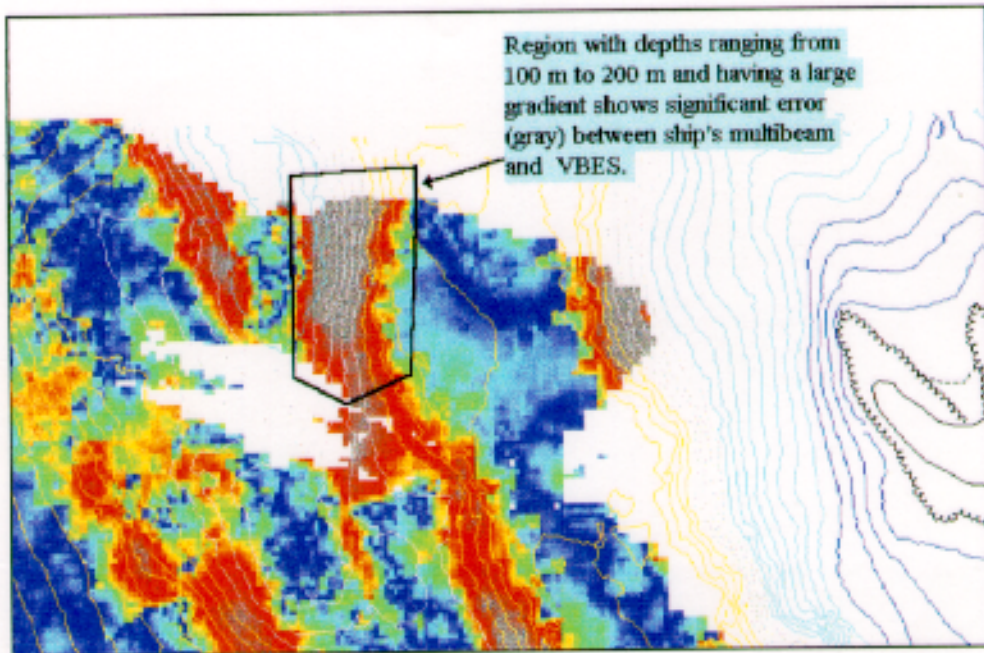 Region with depths ranging from
100 m to 200 m and having a large
gradient shows significant error
(gray) between ship's multibeam
and VBES.